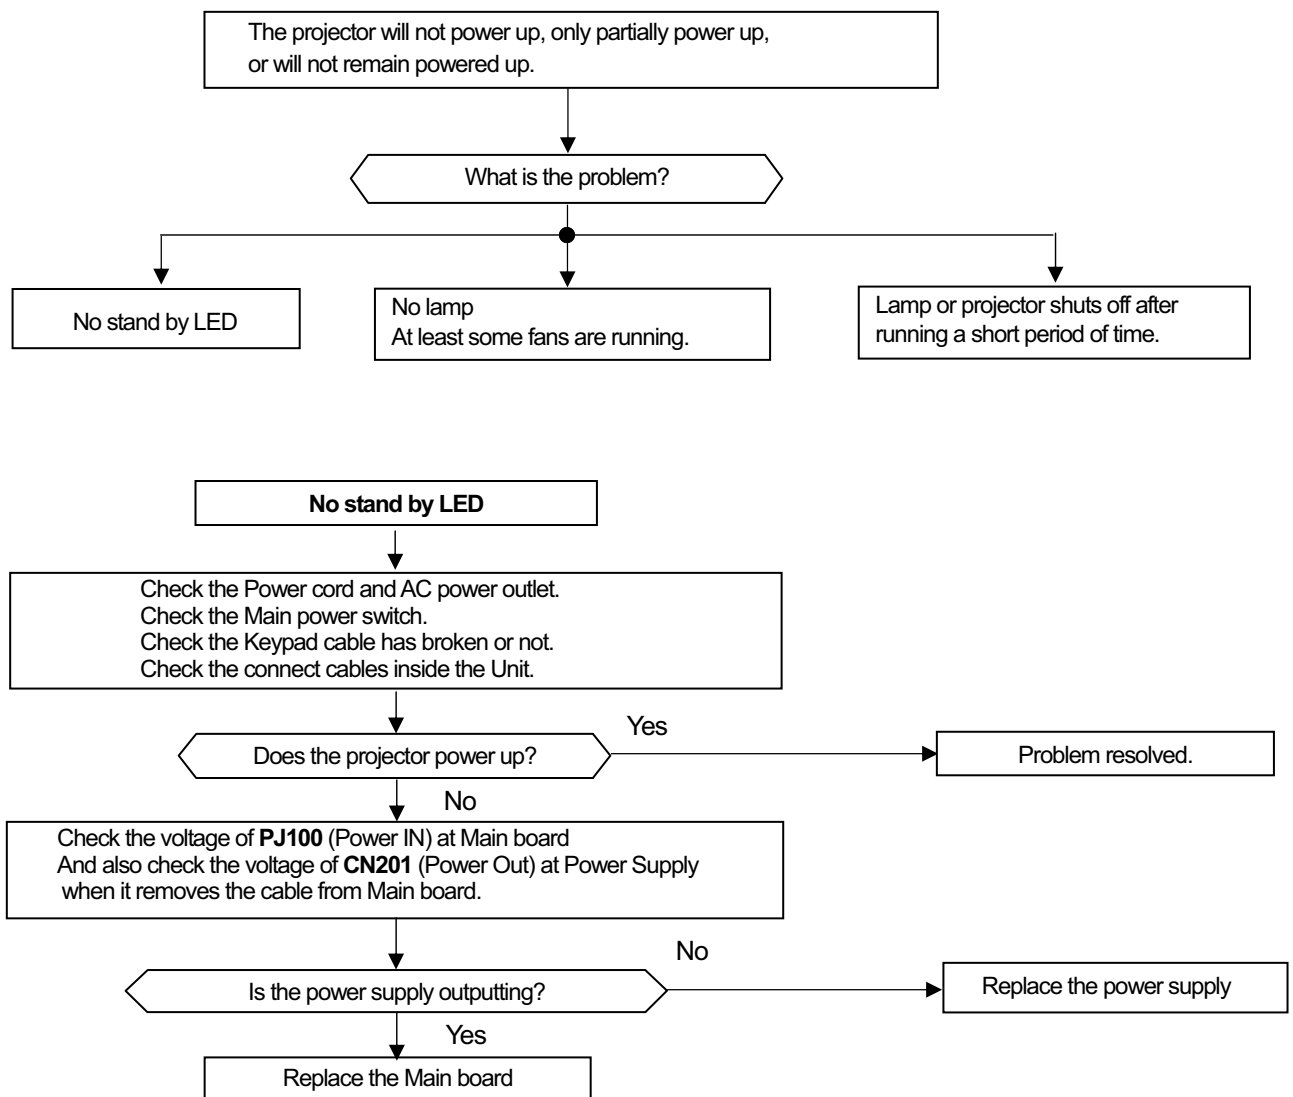 The projector will not power up, only partially power up,
or will not remain powered up.
What is the problem?
No stand by LED
No lamp
At least some fans are running.
Lamp or projector shuts off after
running a short period of time.
No stand by LED
Check the Power cord and AC power outlet.
Check the Main power switch.
Check the Keypad cable has broken or not.
Check the connect cables inside the Unit.
Does the projector power up?
Yes
Problem resolved.
No
Check the voltage of PJ100 (Power IN) at Main board
And also check the voltage of CN201 (Power Out) at Power Supply
when it removes the cable from Main board.
Is the power supply outputting?
No
Replace the power supply
Yes
Replace the Main board